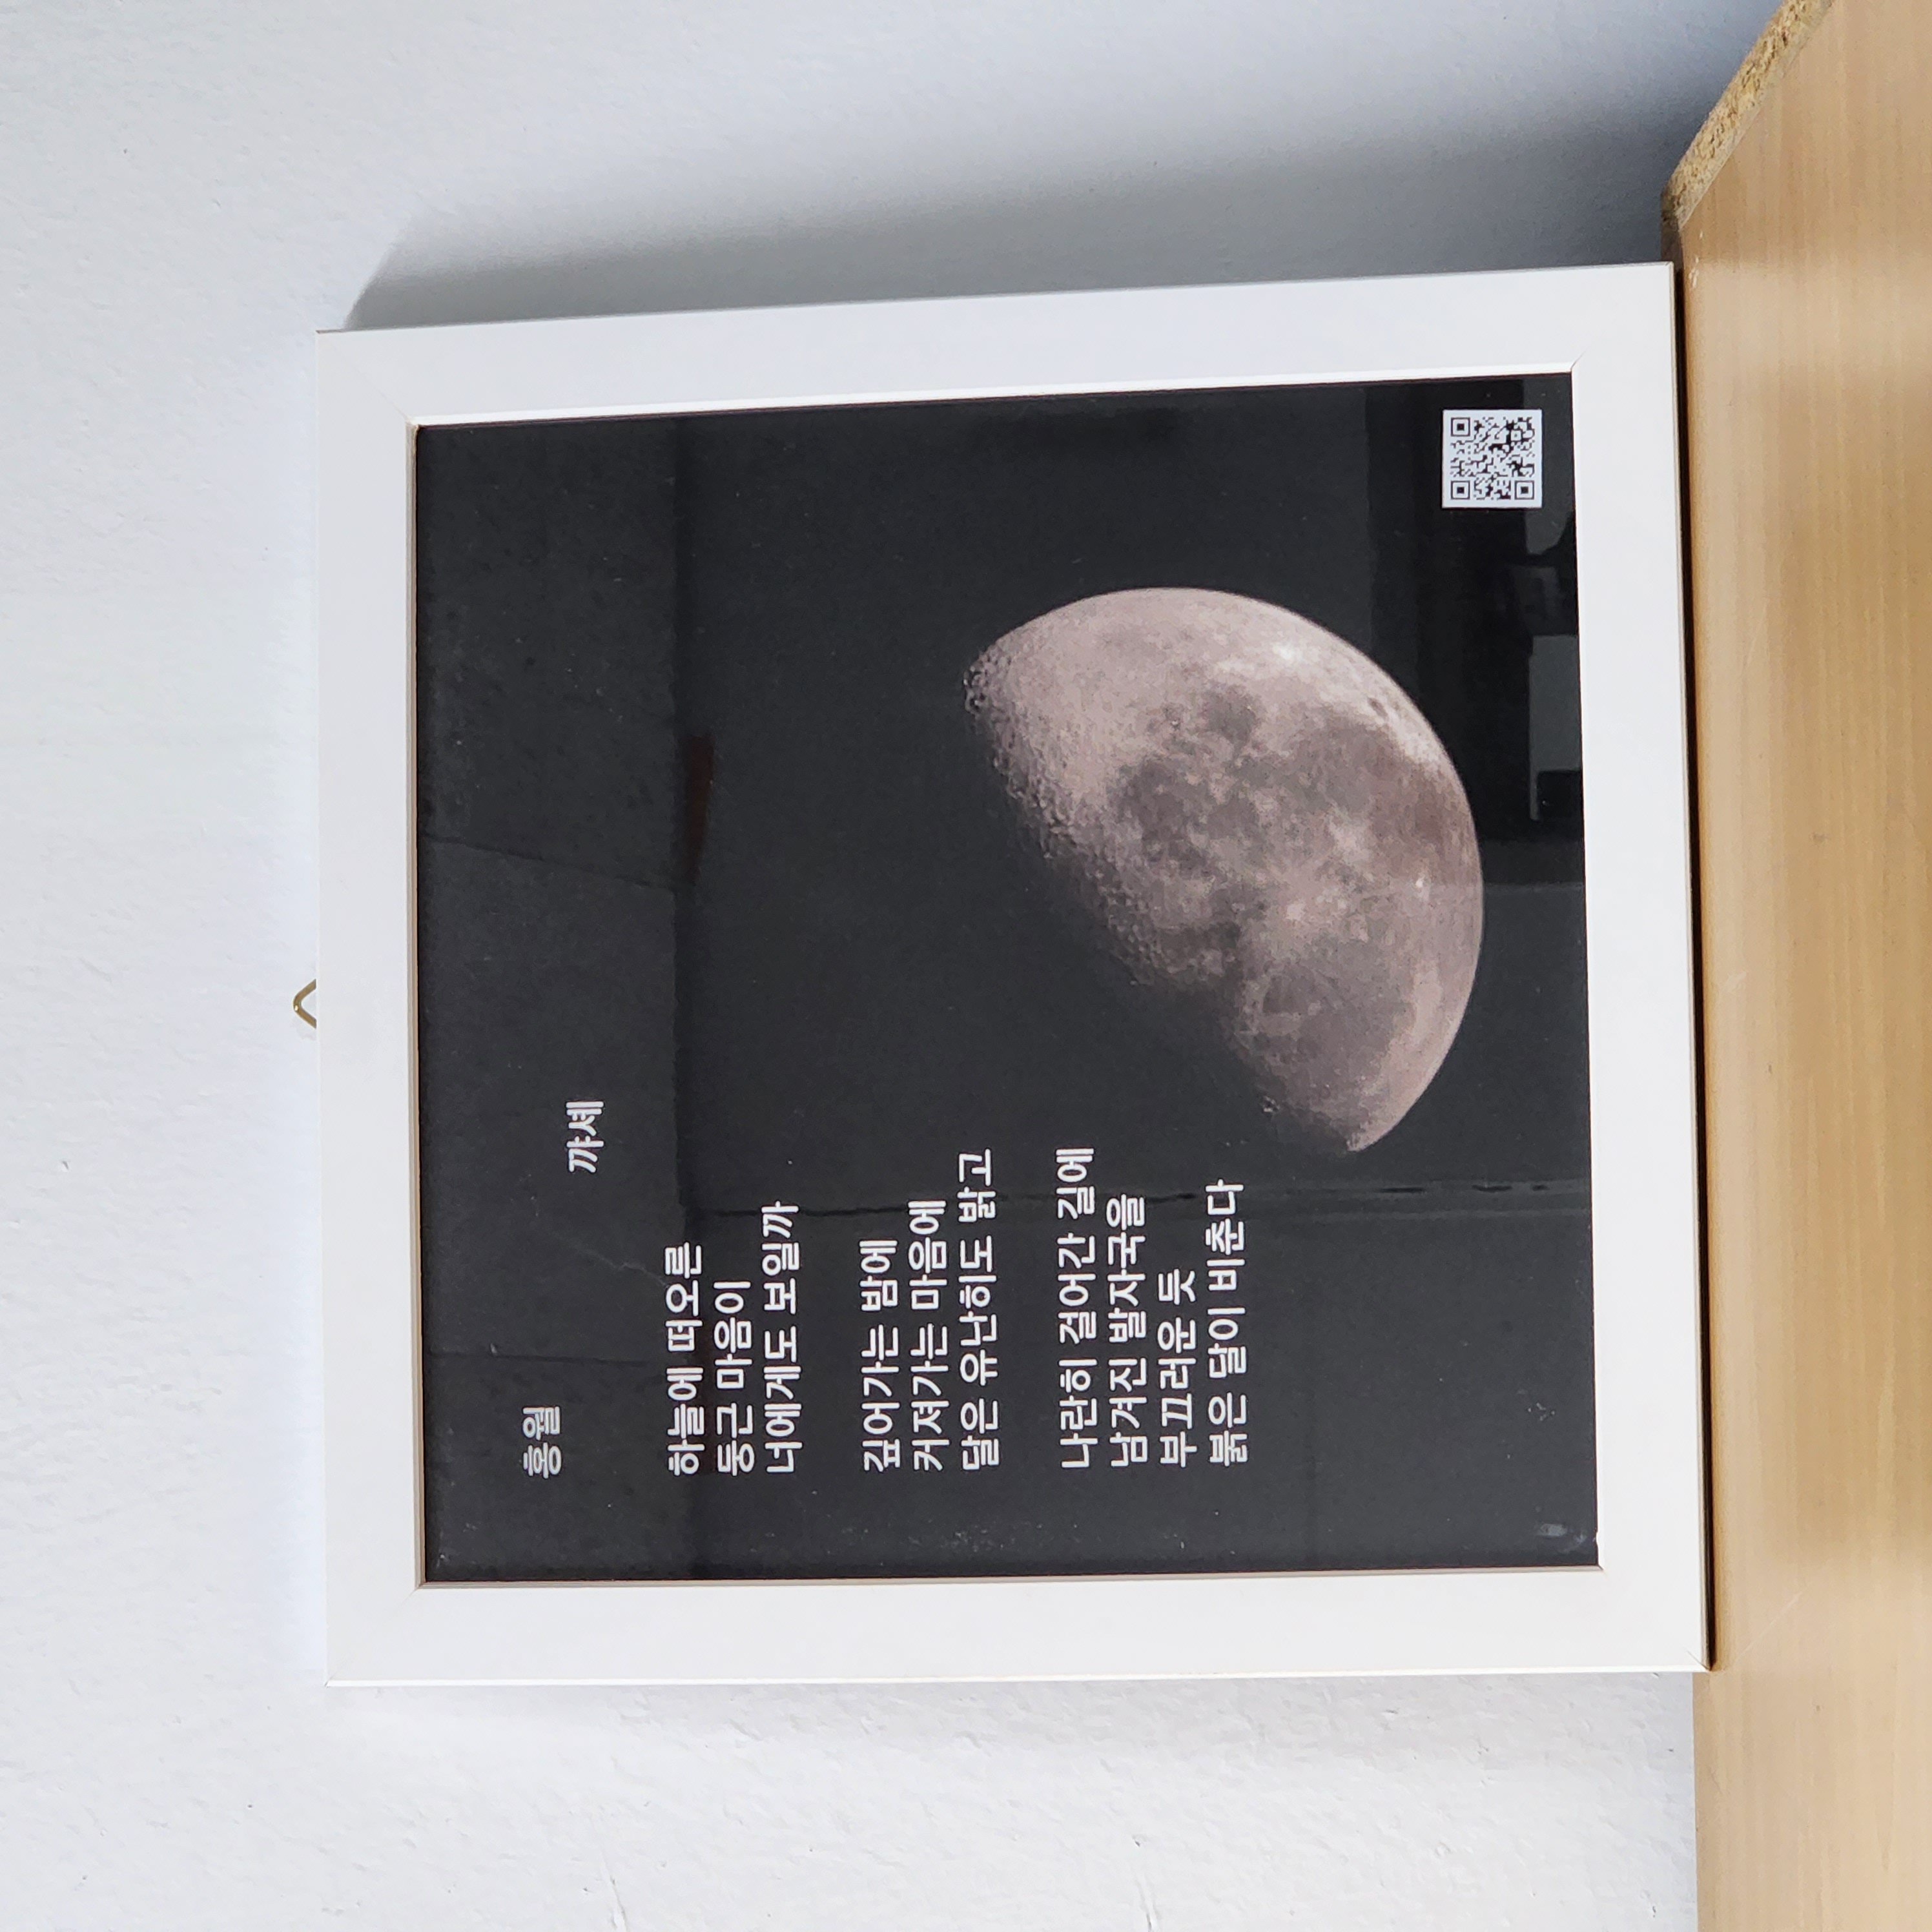 홍월
꺄셰
하늘에 떠오른
둥근 마음이
너에게도 보일까
깊어가는 밤에
커져가는 마음에
달은 유난히도 밝고
나란히 걸어간 길에
남겨진 발자국을
부끄러운 듯
붉은 달이 비춘다